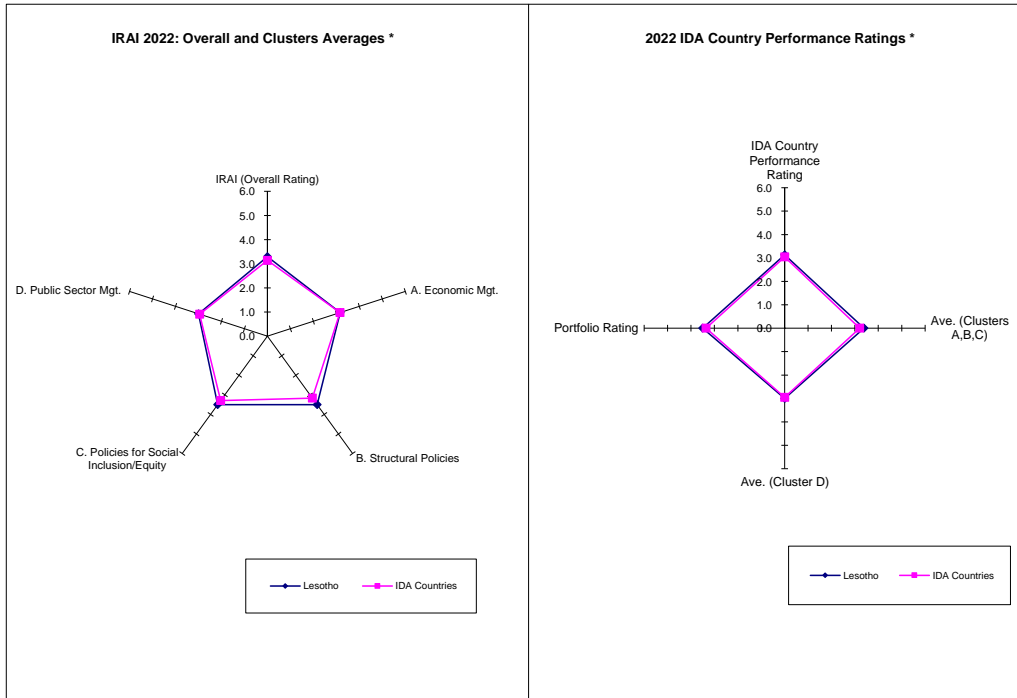 IRAI 2022: Overall and Clusters Averages *
IRAI (Overall Rating)
6.0
5.0
4.0
3.0
2.0
1.0
0.0
A. Economic Mgt.
B. Structural Policies
C. Policies for Social
Inclusion/Equity
D. Public Sector Mgt.
Lesotho
IDA Countries
2022 IDA Country Performance Ratings *
IDA Country
Performance
Rating
6.0
5.0
4.0
3.0
2.0
1.0
0.0
Ave. (Clusters
A,B,C)
Ave. (Cluster D)
Portfolio Rating
Lesotho
IDA Countries